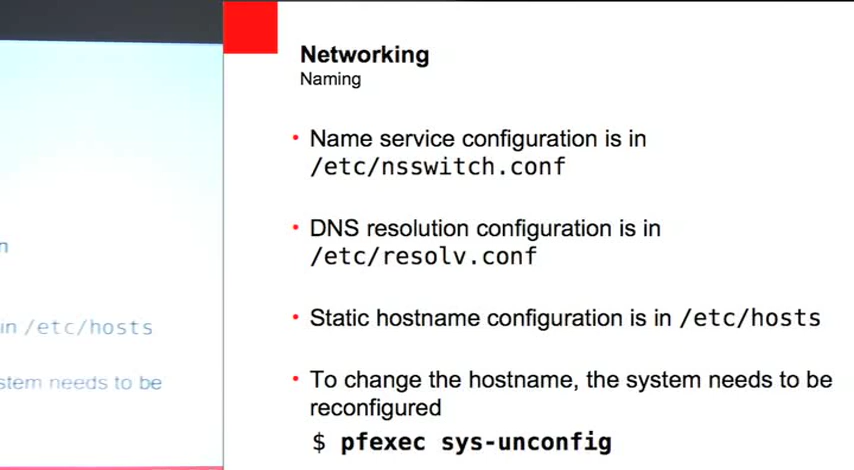 Networking
Naming
• Name service configuration is in
/etc/nsswitch.conf
• DNS resolution configuration is in
/etc/resolv.conf
• Static hostname configuration is in /etc/hosts
• To change the hostname, the system needs to be
reconfigured
$ pfexec sys-unconfig
n
in /etc/hosts
stem needs to be